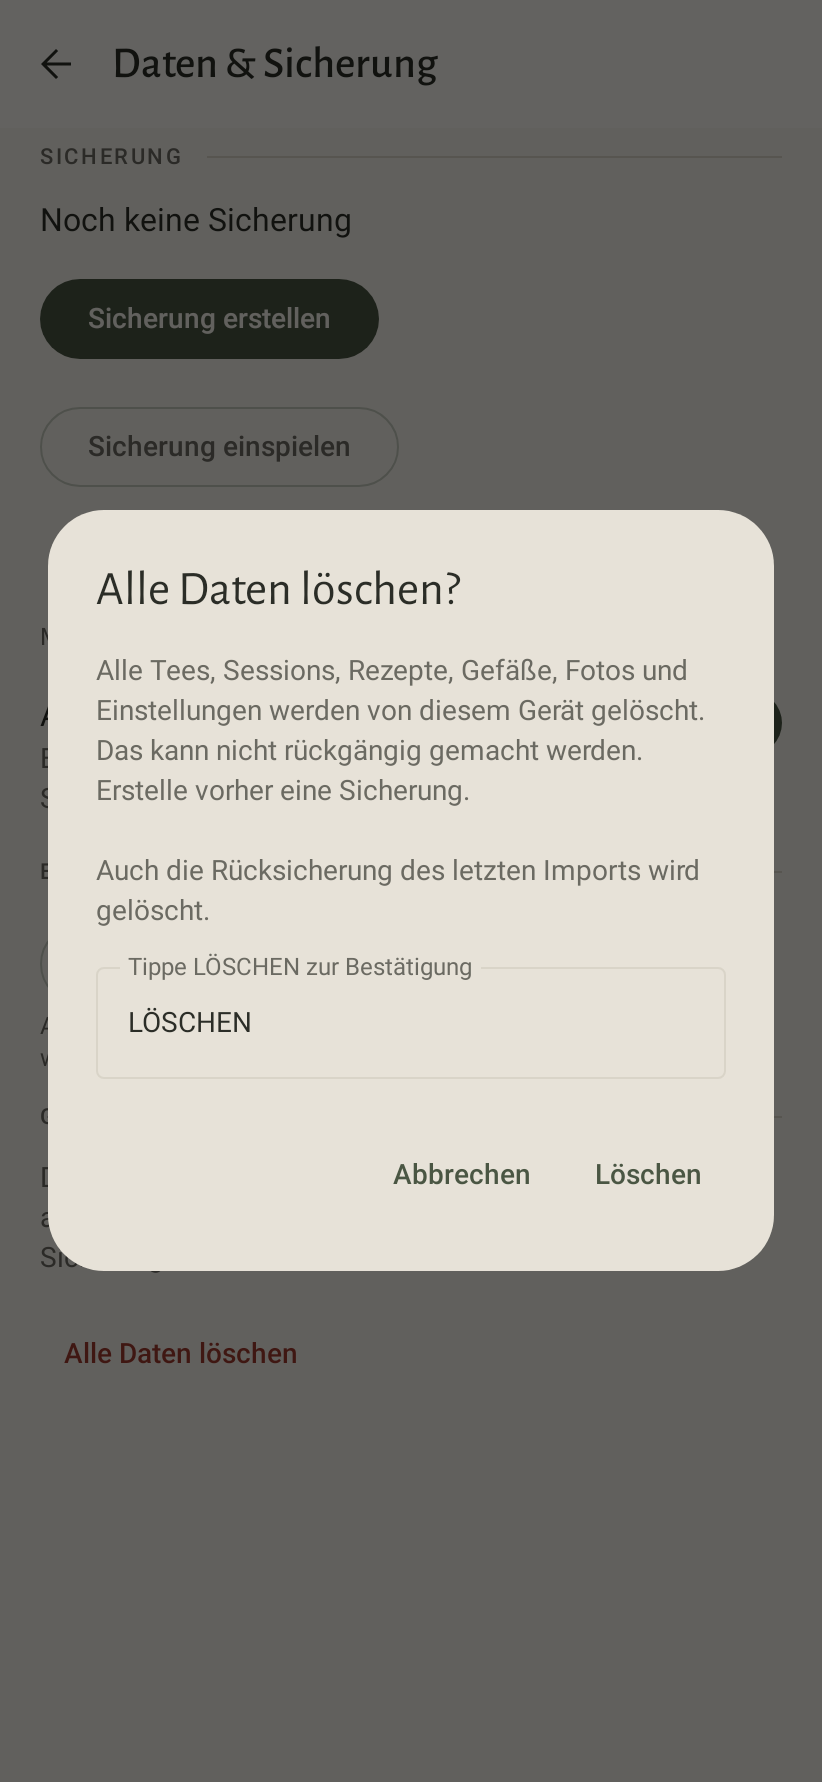 Daten & Sicherung
SICHERUNG
Noch keine Sicherung
Sicherung erstellen
Sicherung einspielen
Alle Daten löschen?
Alle Tees, Sessions, Rezepte, Gefäße, Fotos und
Einstellungen werden von diesem Gerät gelöscht.
Das kann nicht rückgängig gemacht werden.
Erstelle vorher eine Sicherung.
Auch die Rücksicherung des letzten Imports wird
gelöscht.
Tippe LÖSCHEN zur Bestätigung
LÖSCHEN
Abbrechen Löschen
Alle Daten löschen